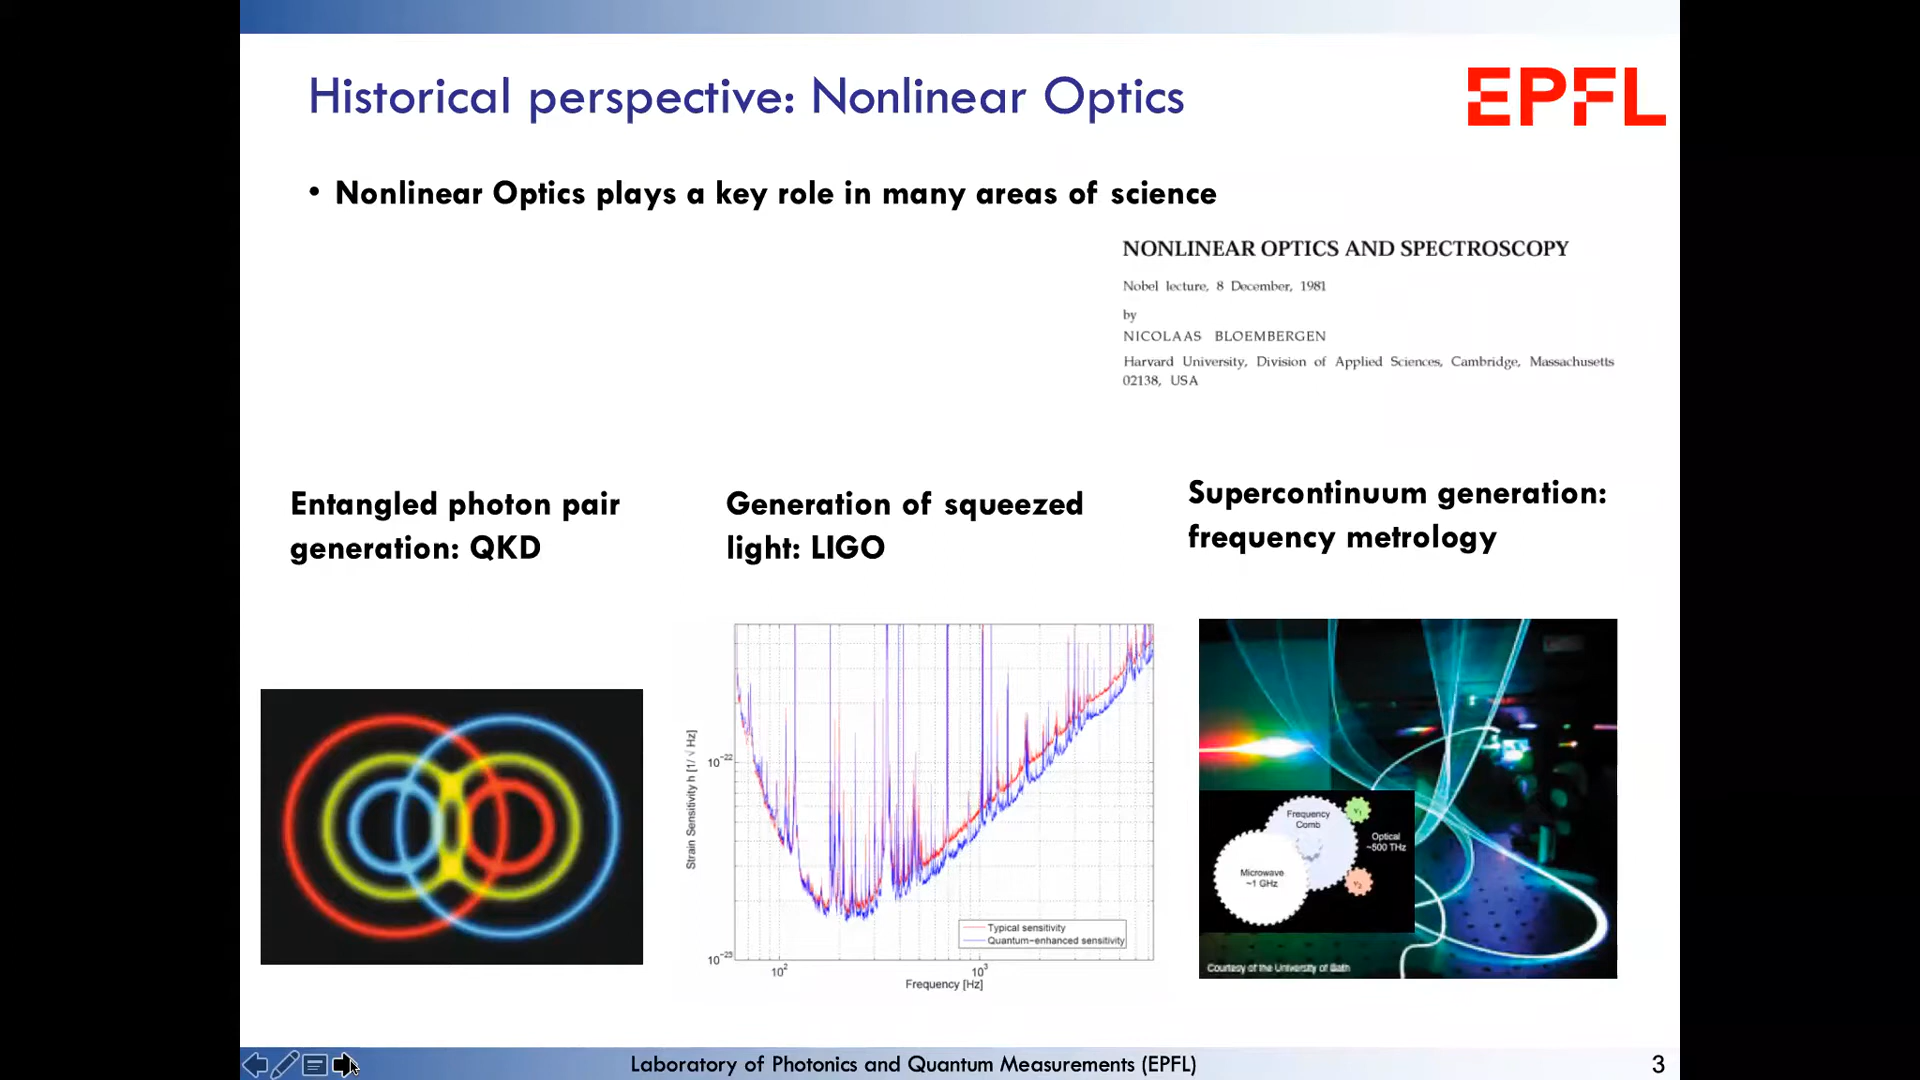 Historical perspective: Nonlinear Optics
EPFL
• Nonlinear Optics plays a key role in many areas of science
NONLINEAR OPTICS AND SPECTROSCOPY
Nobel lecture, 8 December, 1981
by
NICOLAAS BLOEMBERGEN
Harvard University, Division of Applied Sciences, Cambridge, Massachusetts
02138, USA
Entangled photon pair
generation: QKD
Generation of squeezed
light: LIGO
Supercontinuum generation:
frequency metrology
Strain Sensitivity h [1/ √ Hz]
10⁻²²
10⁻²³
10²
10³
Frequency [Hz]
Typical sensitivity
Quantum-enhanced sensitivity
Frequency
Comb
Microwave
~1 GHz
Optical
~500 THz
ν₁
ν₂
Courtesy of the University of Bath
Laboratory of Photonics and Quantum Measurements (EPFL)
3